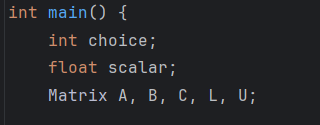 int main() {
    int choice;
    float scalar;
    Matrix A, B, C, L, U;